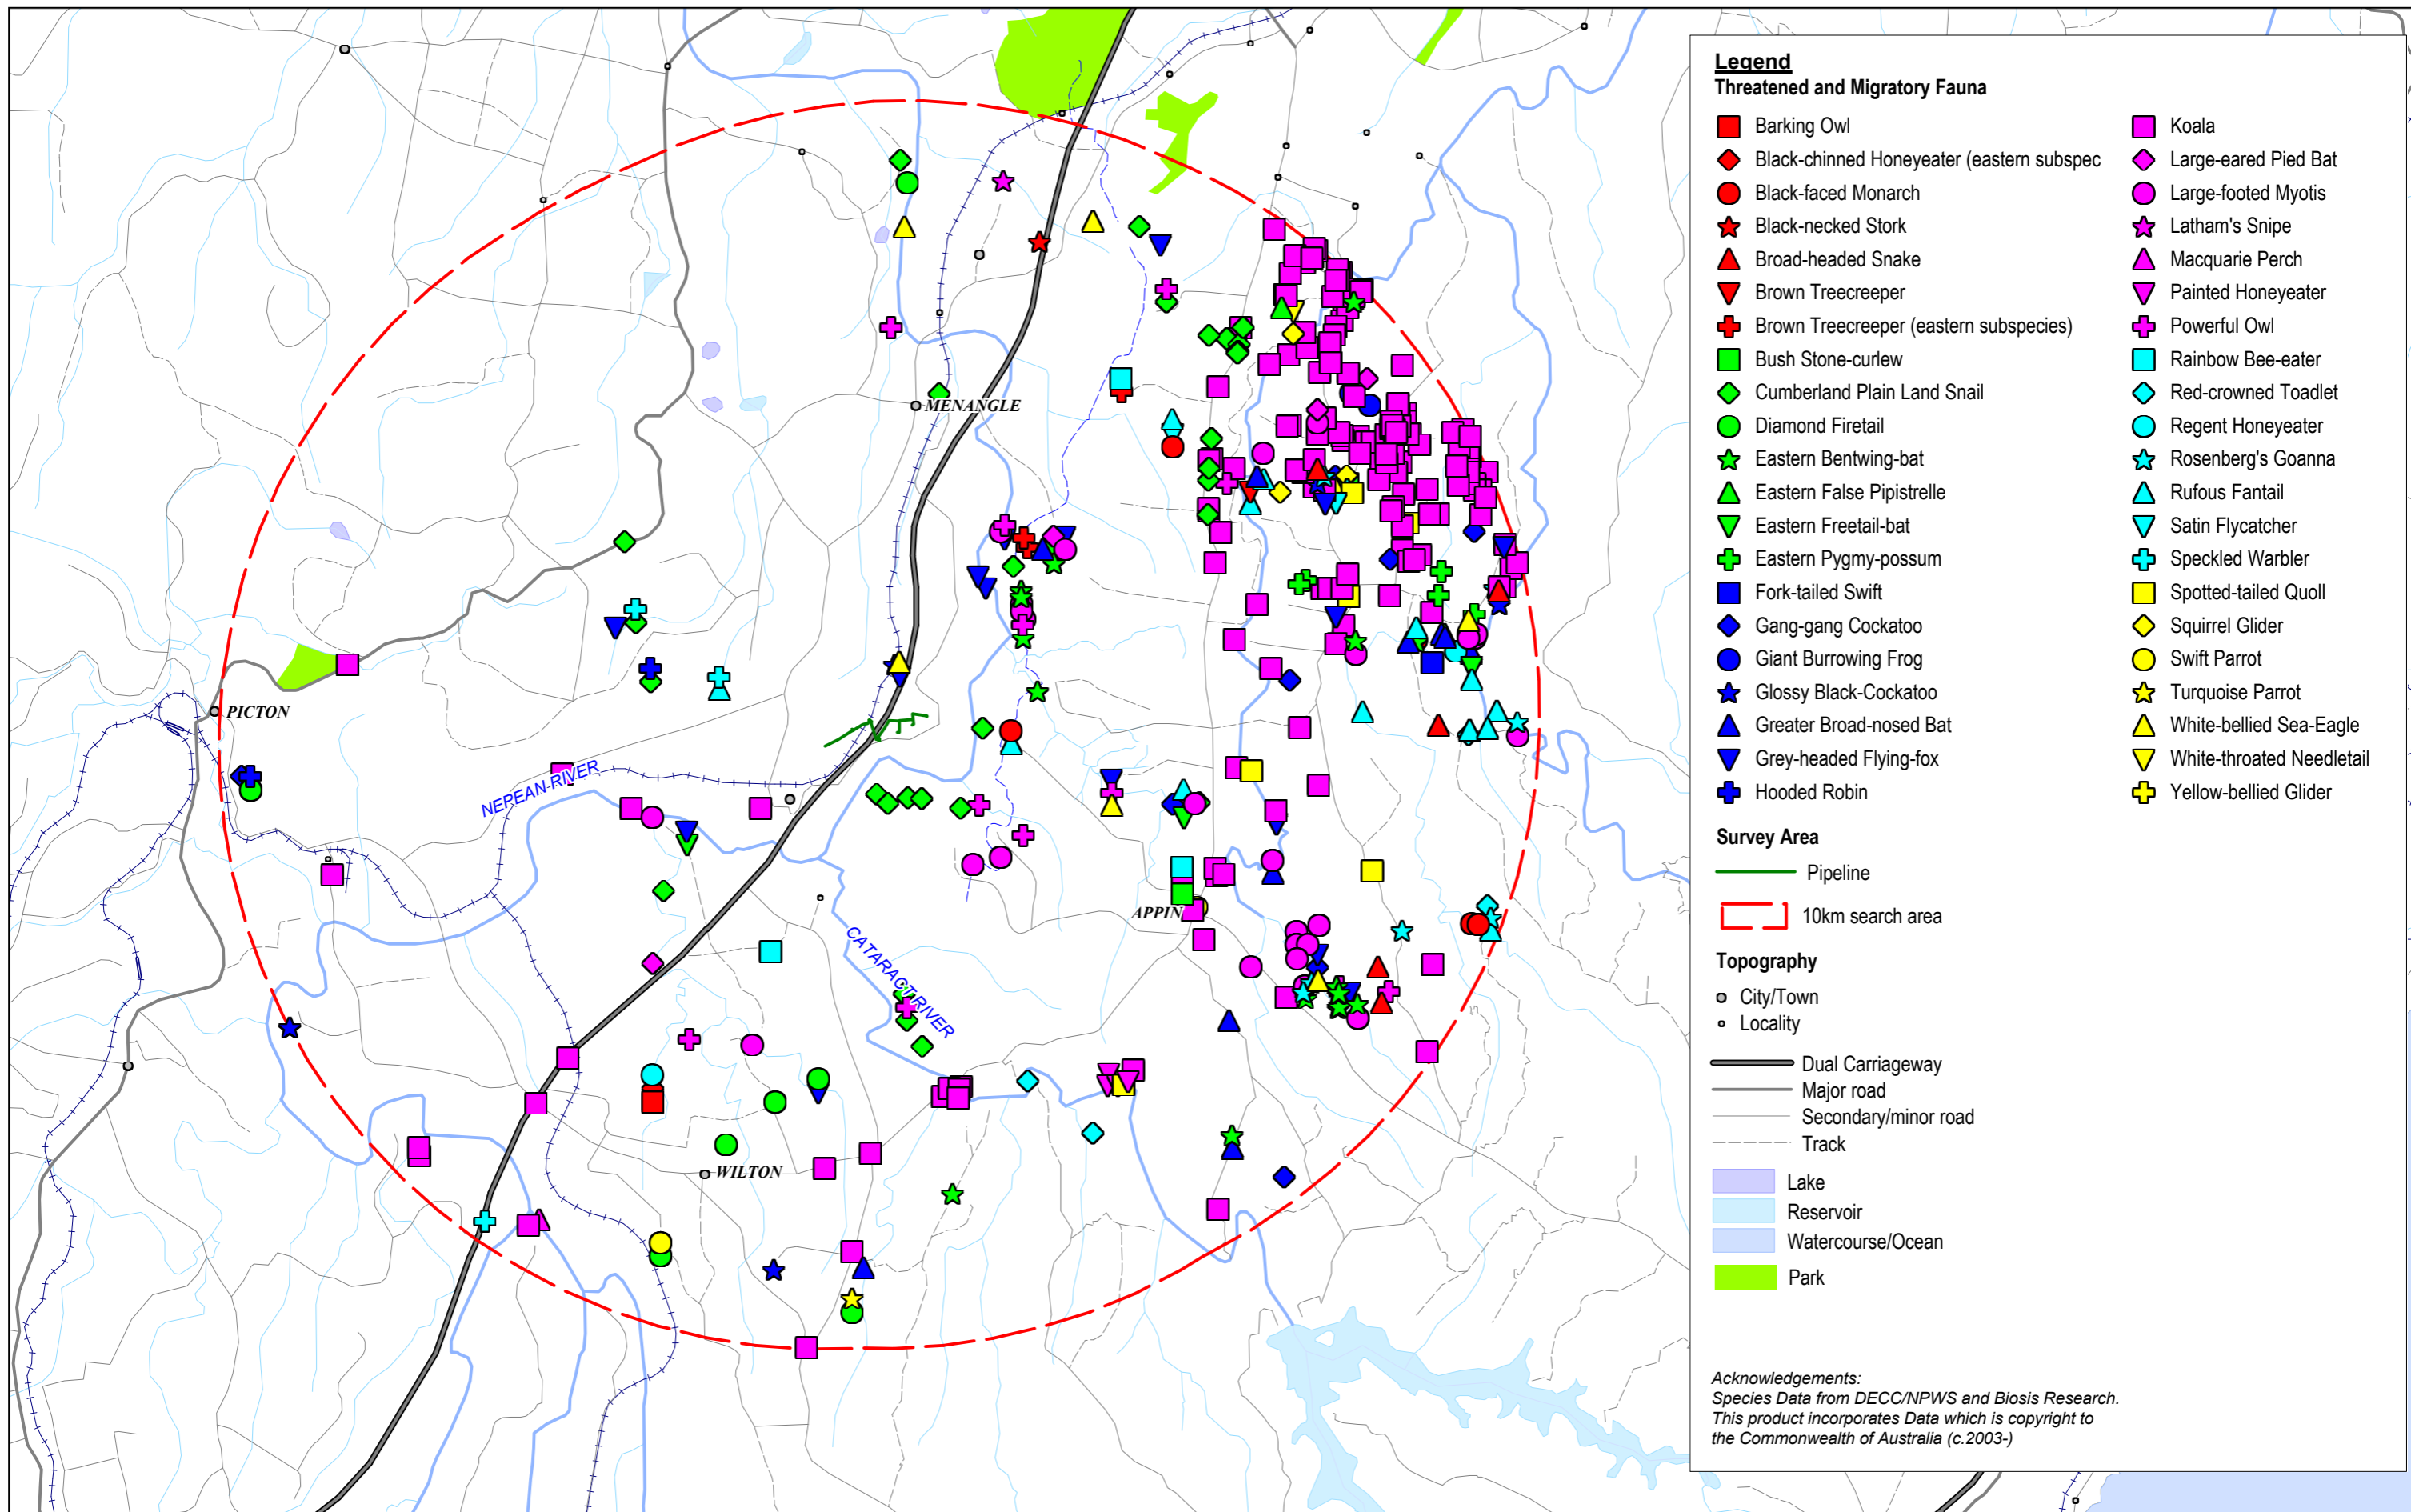 MENANGLE
PICTON
NEPEAN RIVER
APPIN
CATARACT RIVER
WILTON
Legend
Threatened and Migratory Fauna
Barking Owl
Black-chinned Honeyeater (eastern subspec
Black-faced Monarch
Black-necked Stork
Broad-headed Snake
Brown Treecreeper
Brown Treecreeper (eastern subspecies)
Bush Stone-curlew
Cumberland Plain Land Snail
Diamond Firetail
Eastern Bentwing-bat
Eastern False Pipistrelle
Eastern Freetail-bat
Eastern Pygmy-possum
Fork-tailed Swift
Gang-gang Cockatoo
Giant Burrowing Frog
Glossy Black-Cockatoo
Greater Broad-nosed Bat
Grey-headed Flying-fox
Hooded Robin
Koala
Large-eared Pied Bat
Large-footed Myotis
Latham's Snipe
Macquarie Perch
Painted Honeyeater
Powerful Owl
Rainbow Bee-eater
Red-crowned Toadlet
Regent Honeyeater
Rosenberg's Goanna
Rufous Fantail
Satin Flycatcher
Speckled Warbler
Spotted-tailed Quoll
Squirrel Glider
Swift Parrot
Turquoise Parrot
White-bellied Sea-Eagle
White-throated Needletail
Yellow-bellied Glider
Survey Area
Pipeline
10km search area
Topography
City/Town
Locality
Dual Carriageway
Major road
Secondary/minor road
Track
Lake
Reservoir
Watercourse/Ocean
Park
Acknowledgements:
Species Data from DECC/NPWS and Biosis Research.
This product incorporates Data which is copyright to
the Commonwealth of Australia (c.2003-)